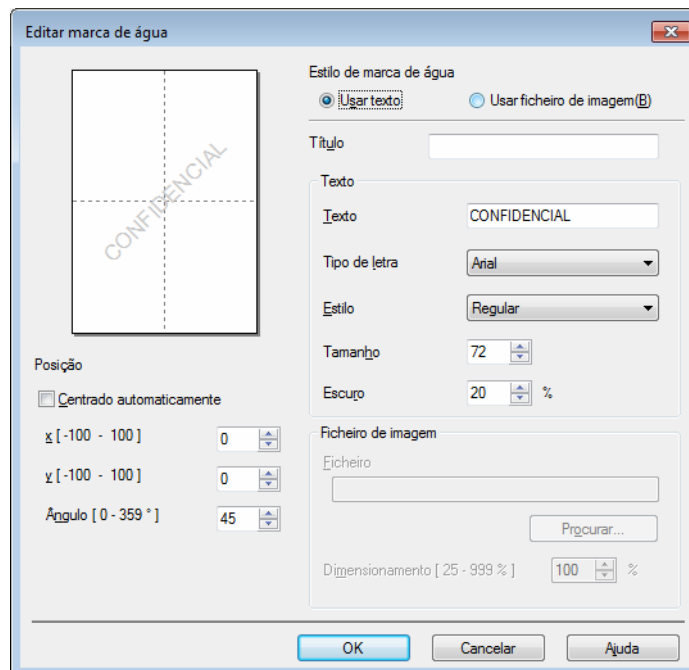 Editar marca de água
CONFIDENCIAL
Posição
Centrado automaticamente
x [ -100 - 100 ] 0
y [ -100 - 100 ] 0
Ângulo [ 0 - 359 ° ] 45
Estilo de marca de água
Usar texto Usar ficheiro de imagem(B)
Título
Texto
Texto CONFIDENCIAL
Tipo de letra Arial
Estilo Regular
Tamanho 72
Escuro 20 %
Ficheiro de imagem
Ficheiro
Procurar...
Dimensionamento [ 25 - 999 % ] 100 %
OK Cancelar Ajuda